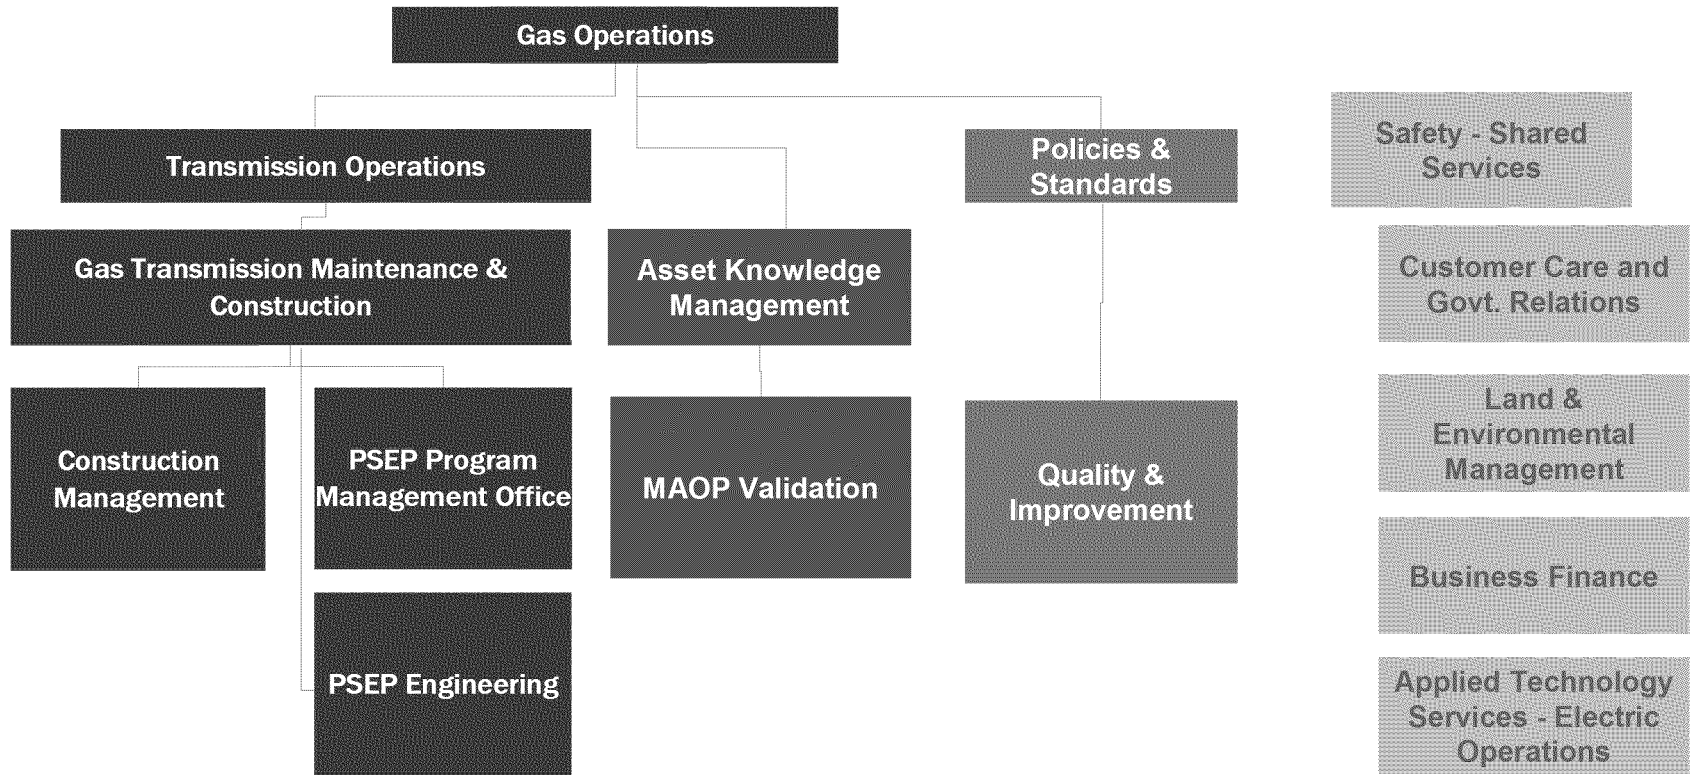 Gas Operations
Transmission Operations
Policies &
Standards
Safety - Shared
Services
Gas Transmission Maintenance &
Construction
Asset Knowledge
Management
Customer Care and
Govt. Relations
Construction
Management
PSEP Program
Management Office
MAOP Validation
Quality &
Improvement
Land &
Environmental
Management
Business Finance
PSEP Engineering
Applied Technology
Services - Electric
Operations